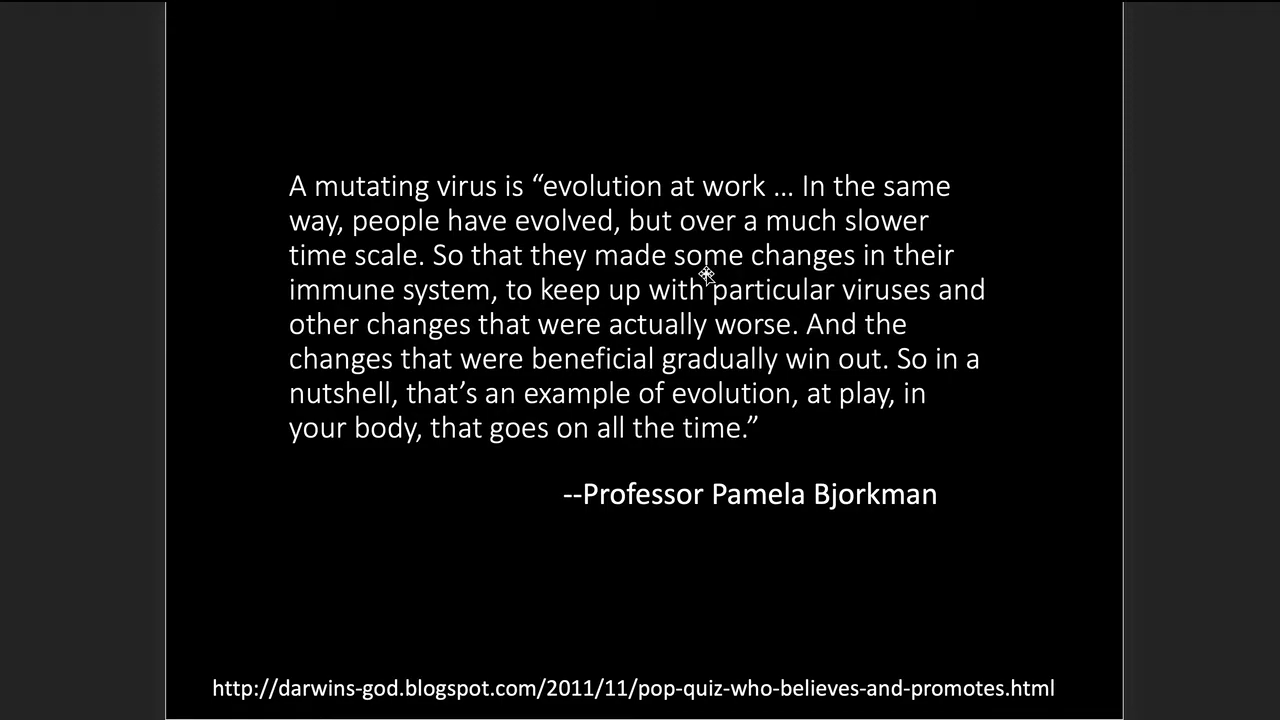 A mutating virus is “evolution at work … In the same
way, people have evolved, but over a much slower
time scale. So that they made some changes in their
immune system, to keep up with particular viruses and
other changes that were actually worse. And the
changes that were beneficial gradually win out. So in a
nutshell, that’s an example of evolution, at play, in
your body, that goes on all the time.”
--Professor Pamela Bjorkman
http://darwins-god.blogspot.com/2011/11/pop-quiz-who-believes-and-promotes.html